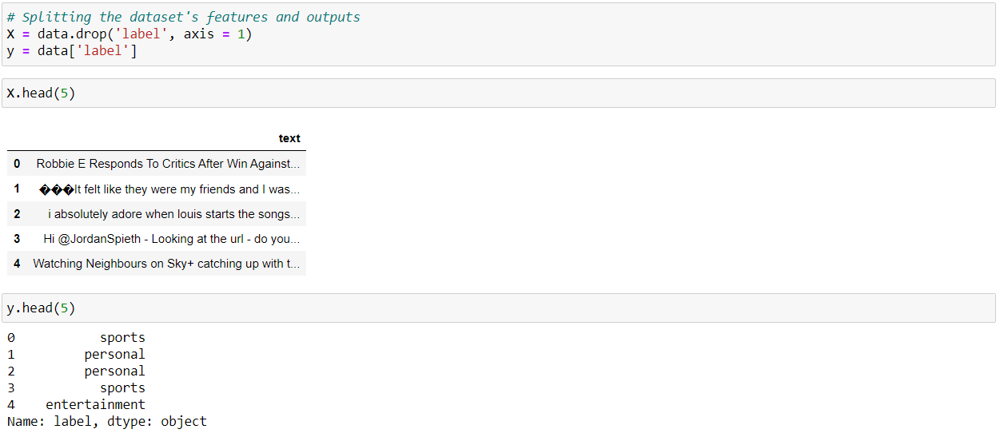 # Splitting the dataset's features and outputs
X = data.drop('label', axis = 1)
y = data['label']
X.head(5)
text
0 Robbie E Responds To Critics After Win Against...
1 ���It felt like they were my friends and I was...
2 i absolutely adore when louis starts the songs...
3 Hi @JordanSpieth - Looking at the url - do you...
4 Watching Neighbours on Sky+ catching up with t...
y.head(5)
0 sports
1 personal
2 personal
3 sports
4 entertainment
Name: label, dtype: object